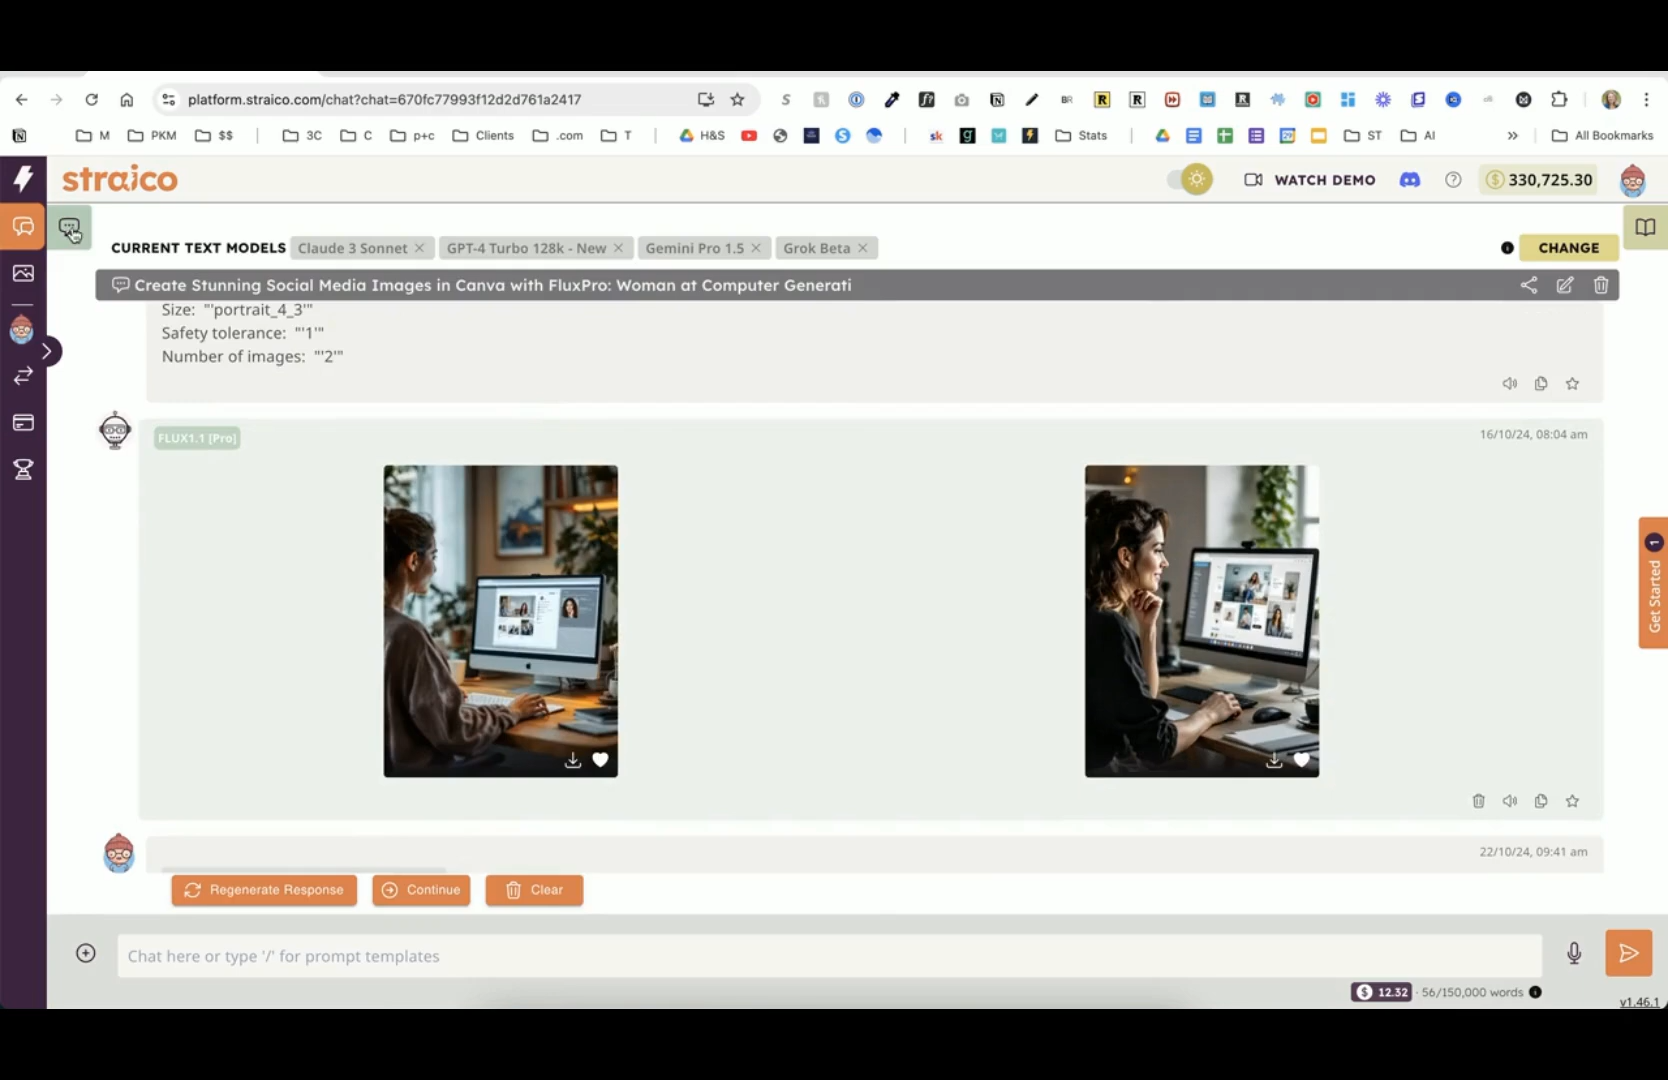 platform.straico.com/chat?chat=670fc77993f12d2d761a2417
M PKM $$ 3C C p+c Clients .com T H&S sk g Stats ST AI » All Bookmarks
straico
WATCH DEMO
330,725.30
CURRENT TEXT MODELS
Claude 3 Sonnet
GPT-4 Turbo 128k - New
Gemini Pro 1.5
Grok Beta
CHANGE
Create Stunning Social Media Images in Canva with FluxPro: Woman at Computer Generati
Size: "'portrait_4_3'"
Safety tolerance: "'1'"
Number of images: "'2'"
FLUX1.1 [Pro]
16/10/24, 08:04 am
Get Started 1
22/10/24, 09:41 am
Regenerate Response
Continue
Clear
Chat here or type '/' for prompt templates
12.32 · 56/150,000 words
v1.46.1